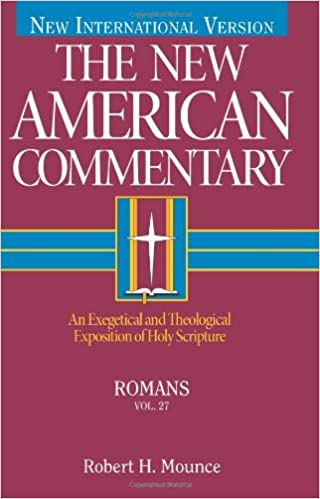 NEW INTERNATIONAL VERSION
THE NEW
AMERICAN
COMMENTARY
An Exegetical and Theological
Exposition of Holy Scripture
ROMANS
VOL. 27
Robert H. Mounce